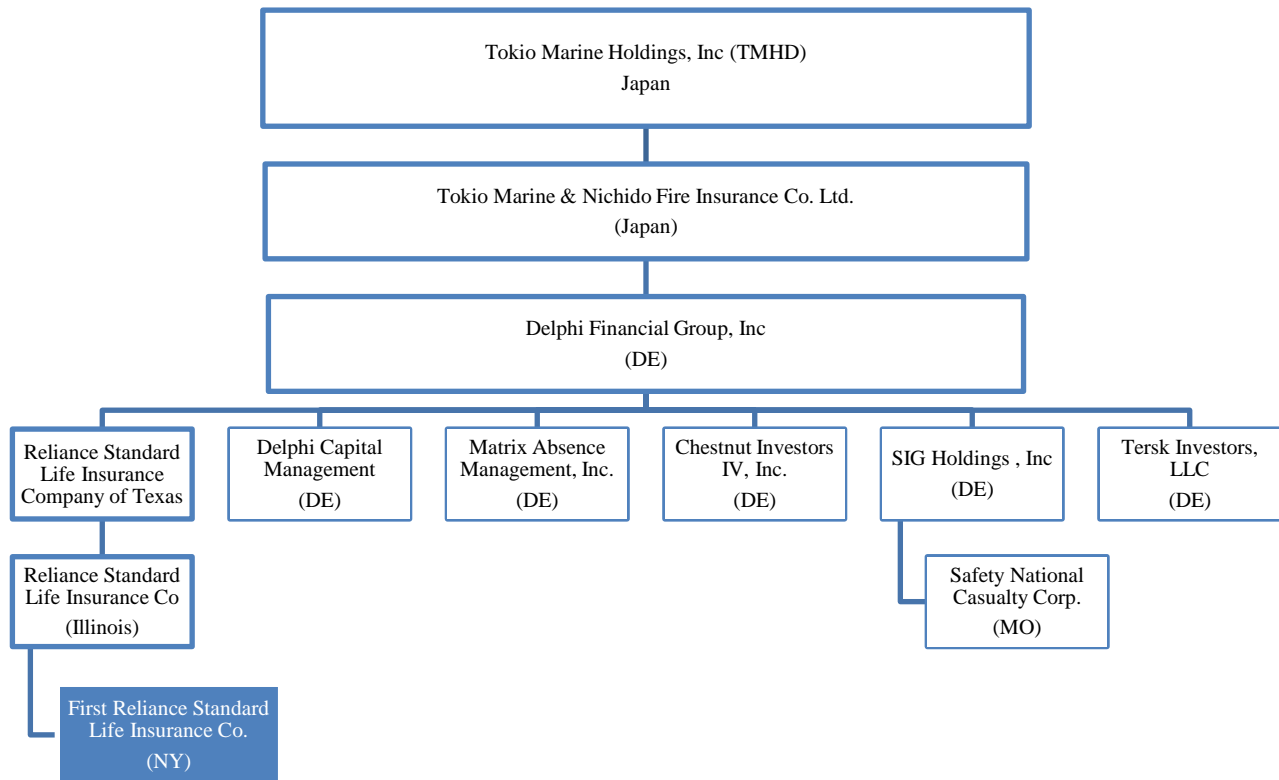 Tokio Marine Holdings, Inc (TMHD)
Japan
Tokio Marine & Nichido Fire Insurance Co. Ltd.
(Japan)
Delphi Financial Group, Inc
(DE)
Reliance Standard
Life Insurance
Company of Texas
Delphi Capital
Management
(DE)
Matrix Absence
Management, Inc.
(DE)
Chestnut Investors
IV, Inc.
(DE)
SIG Holdings , Inc
(DE)
Tersk Investors,
LLC
(DE)
Reliance Standard
Life Insurance Co
(Illinois)
Safety National
Casualty Corp.
(MO)
First Reliance Standard
Life Insurance Co.
(NY)